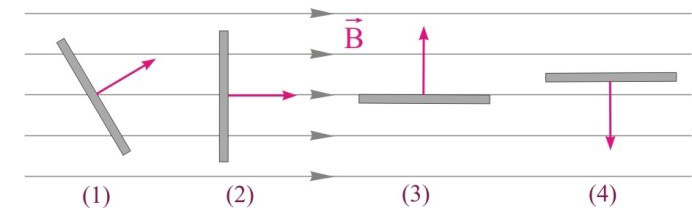 B⃗
(1) (2) (3) (4)